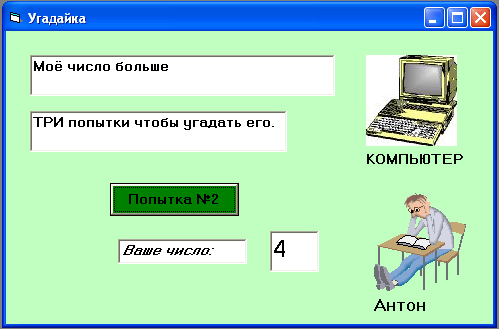 Угадайка
Моё число больше
КОМПЬЮТЕР
ТРИ попытки чтобы угадать его.
Попытка №2
Ваше число:
4
Антон